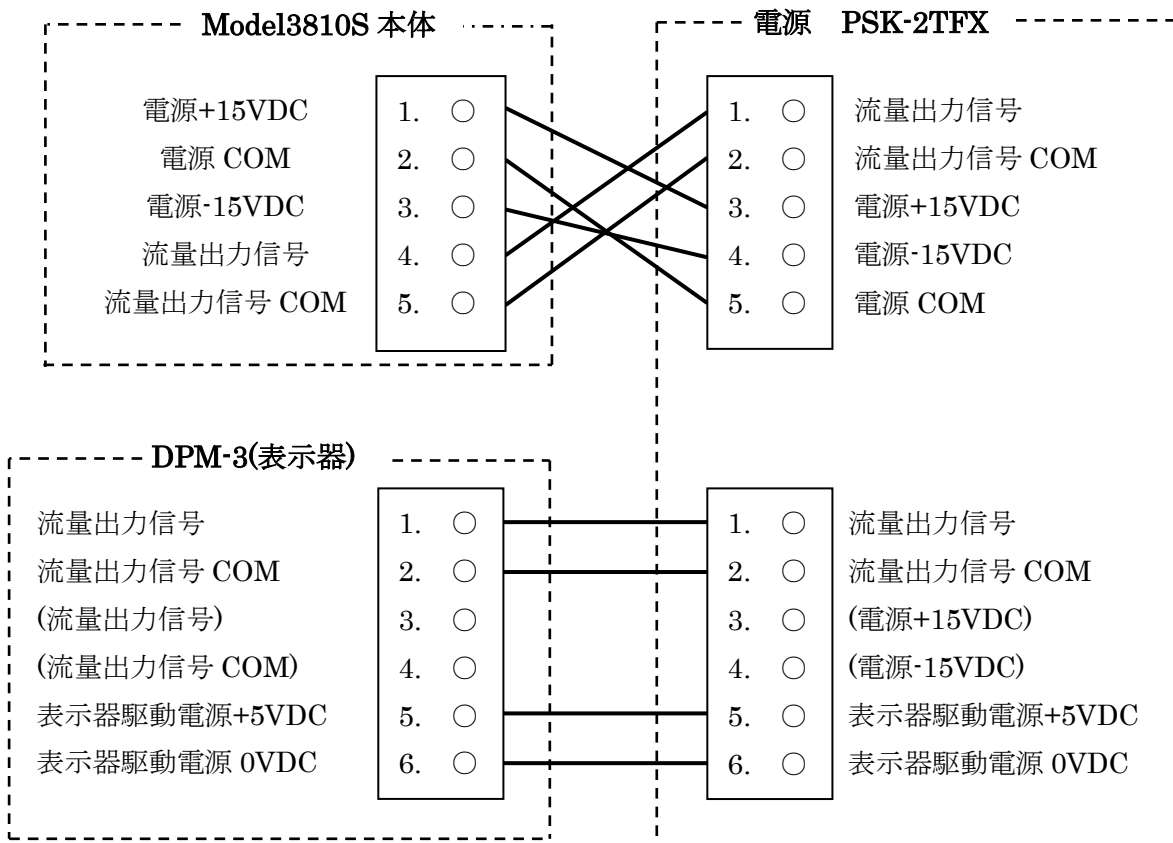 Model3810S 本体
電源 PSK-2TFX
電源+15VDC 1. ○ 1. ○ 流量出力信号
電源 COM 2. ○ 2. ○ 流量出力信号 COM
電源-15VDC 3. ○ 3. ○ 電源+15VDC
流量出力信号 4. ○ 4. ○ 電源-15VDC
流量出力信号 COM 5. ○ 5. ○ 電源 COM
DPM-3(表示器)
流量出力信号 1. ○ 1. ○ 流量出力信号
流量出力信号 COM 2. ○ 2. ○ 流量出力信号 COM
(流量出力信号) 3. ○ 3. ○ (電源+15VDC)
(流量出力信号 COM) 4. ○ 4. ○ (電源-15VDC)
表示器駆動電源+5VDC 5. ○ 5. ○ 表示器駆動電源+5VDC
表示器駆動電源 0VDC 6. ○ 6. ○ 表示器駆動電源 0VDC